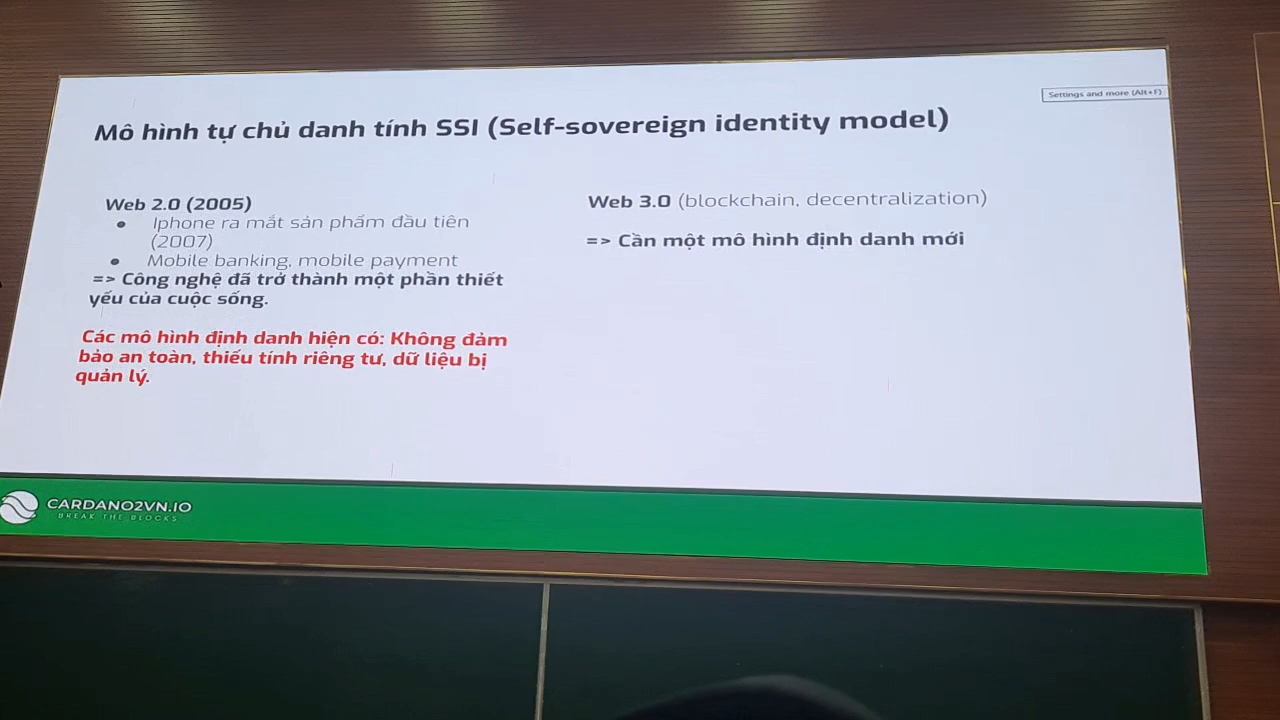 Settings and more (Alt+F)
Mô hình tự chủ danh tính SSI (Self-sovereign identity model)
Web 2.0 (2005)
• Iphone ra mắt sản phẩm đầu tiên
(2007)
• Mobile banking, mobile payment
=> Công nghệ đã trở thành một phần thiết
yếu của cuộc sống.
Các mô hình định danh hiện có: Không đảm
bảo an toàn, thiếu tính riêng tư, dữ liệu bị
quản lý.
Web 3.0 (blockchain, decentralization)
=> Cần một mô hình định danh mới
CARDANO2VN.IO
BREAK THE BLOCKS